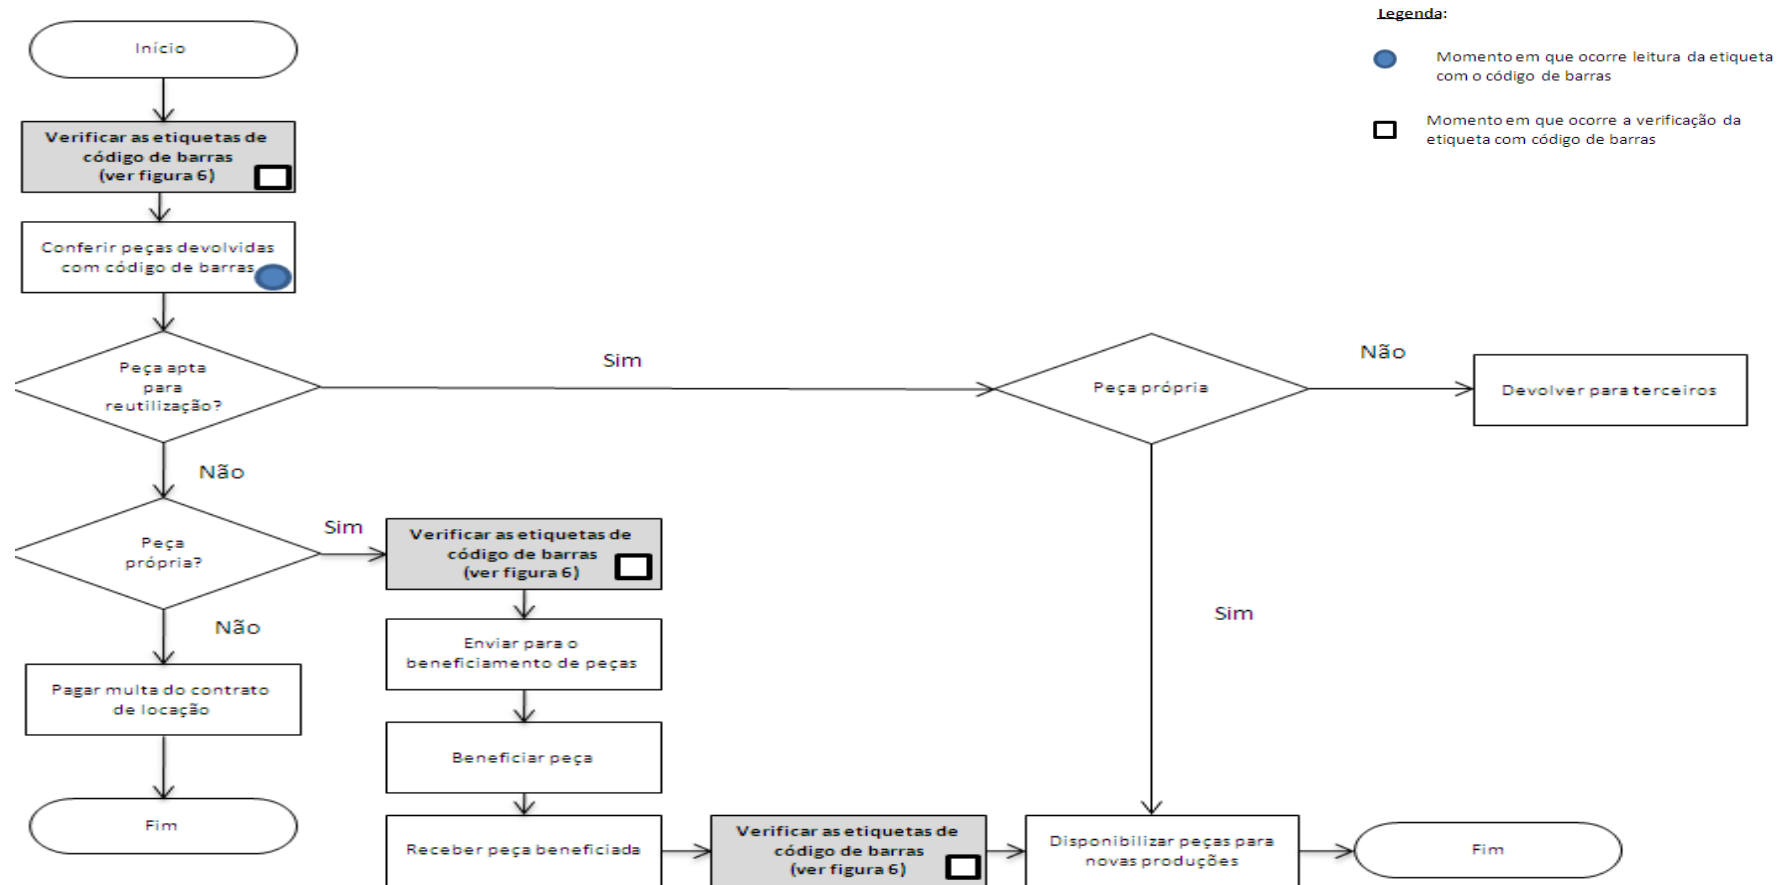 Legenda:
Início
Momento em que ocorre leitura da etiqueta
com o código de barras
Momento em que ocorre a verificação da
etiqueta com código de barras
Verificar as etiquetas de
código de barras
(ver figura 6)
Conferir peças devolvidas
com código de barras
Peça apta
para
reutilização?
Sim
Peça própria
Não
Devolver para terceiros
Não
Peça
própria?
Sim
Verificar as etiquetas de
código de barras
(ver figura 6)
Sim
Não
Enviar para o
beneficiamento de peças
Pagar multa do contrato
de locação
Beneficiar peça
Fim
Receber peça beneficiada
Verificar as etiquetas de
código de barras
(ver figura 6)
Disponibilizar peças para
novas produções
Fim